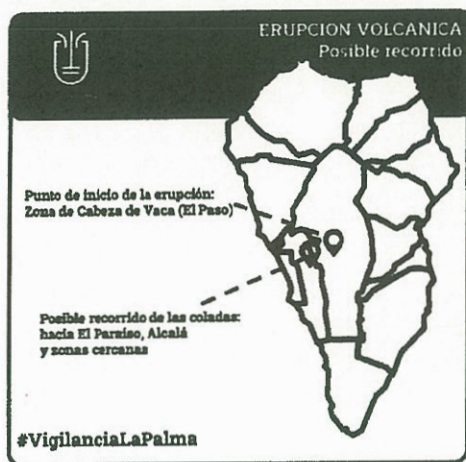 ERUPCION VOLCANICA
Posible recorrido
Punto de inicio de la erupción:
Zona de Cabeza de Vaca (El Paso)
Posible recorrido de las coladas:
hacia El Paraíso, Alcalá
y zonas cercanas
#VigilanciaLaPalma